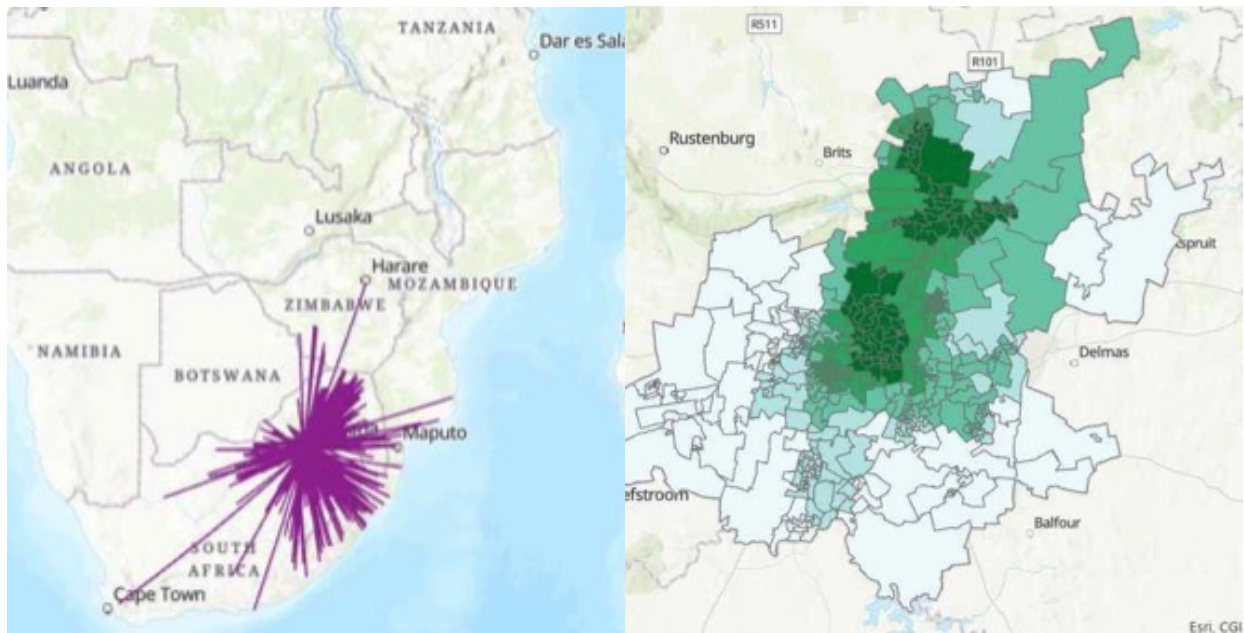 TANZANIA
Dar es Sala
Luanda
ANGOLA
Lusaka
Harare
MOZAMBIQUE
ZIMBABWE
NAMIBIA
BOTSWANA
Maputo
SOUTH
AFRICA
Cape Town
R511
R101
Rustenburg
Brits
spruit
Delmas
efstroom
Balfour
Esri, CGI